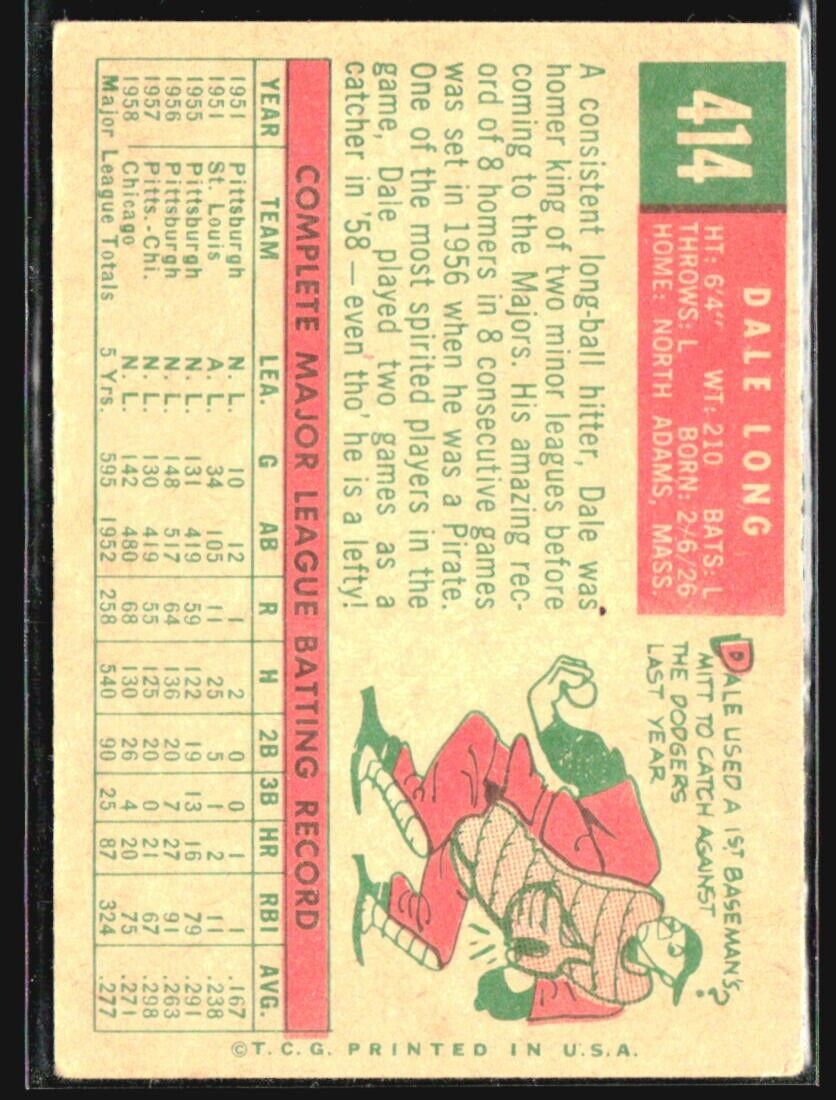 414
DALE LONG
HT: 6'4" WT: 210 BATS: L
THROWS: L BORN: 2/6/26
HOME: NORTH ADAMS, MASS.
A consistent long-ball hitter, Dale was
homer king of two minor leagues before
coming to the Majors. His amazing rec-
ord of 8 homers in 8 consecutive games
was set in 1956 when he was a Pirate.
One of the most spirited players in the
game, Dale played two games as a
catcher in '58—even tho' he is a lefty!
DALE USED A 1ST BASEMAN'S
MITT TO CATCH AGAINST
THE DODGERS
LAST YEAR
?
COMPLETE MAJOR LEAGUE BATTING RECORD
YEAR TEAM LEA. G AB R H 2B 3B HR RBI AVG.
1951 Pittsburgh N. L. 10 12 1 2 0 0 1 1 .167
1951 St. Louis A. L. 34 105 11 25 5 1 2 11 .238
1955 Pittsburgh N. L. 131 419 59 122 19 13 16 79 .291
1956 Pittsburgh N. L. 148 517 64 136 20 7 27 91 .263
1957 Pitts.-Chi. N. L. 130 419 55 125 20 0 21 67 .298
1958 Chicago N. L. 142 480 68 130 26 4 20 75 .271
Major League Totals 5 Yrs. 595 1952 258 540 90 25 87 324 .277
©T.C.G. PRINTED IN U.S.A.